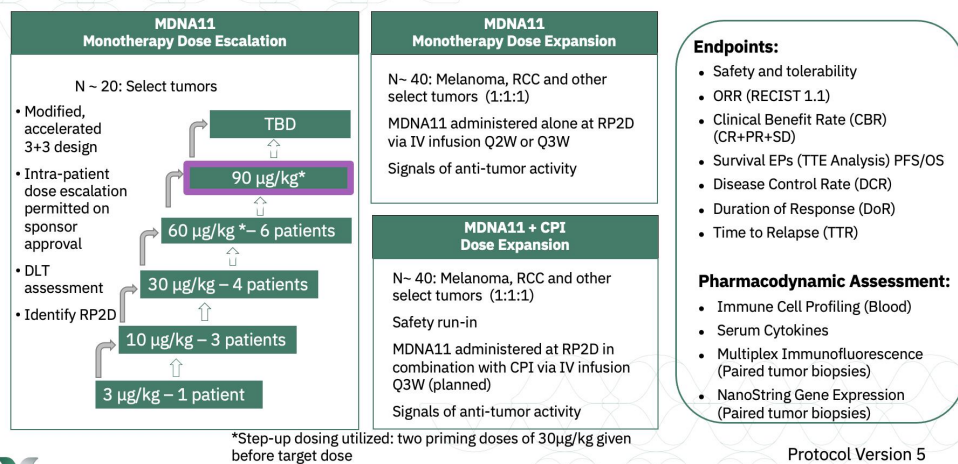 MDNA11
Monotherapy Dose Escalation
N ~ 20: Select tumors
• Modified,
accelerated
3+3 design
• Intra-patient
dose escalation
permitted on
sponsor
approval
• DLT
assessment
• Identify RP2D
TBD
90 µg/kg*
60 µg/kg *– 6 patients
30 µg/kg – 4 patients
10 µg/kg – 3 patients
3 µg/kg – 1 patient
MDNA11
Monotherapy Dose Expansion
N~ 40: Melanoma, RCC and other
select tumors (1:1:1)
MDNA11 administered alone at RP2D
via IV infusion Q2W or Q3W
Signals of anti-tumor activity
MDNA11 + CPI
Dose Expansion
N~ 40: Melanoma, RCC and other
select tumors (1:1:1)
Safety run-in
MDNA11 administered at RP2D in
combination with CPI via IV infusion
Q3W (planned)
Signals of anti-tumor activity
Endpoints:
• Safety and tolerability
• ORR (RECIST 1.1)
• Clinical Benefit Rate (CBR)
(CR+PR+SD)
• Survival EPs (TTE Analysis) PFS/OS
• Disease Control Rate (DCR)
• Duration of Response (DoR)
• Time to Relapse (TTR)
Pharmacodynamic Assessment:
• Immune Cell Profiling (Blood)
• Serum Cytokines
• Multiplex Immunofluorescence
(Paired tumor biopsies)
• NanoString Gene Expression
(Paired tumor biopsies)
*Step-up dosing utilized: two priming doses of 30µg/kg given
before target dose
Protocol Version 5